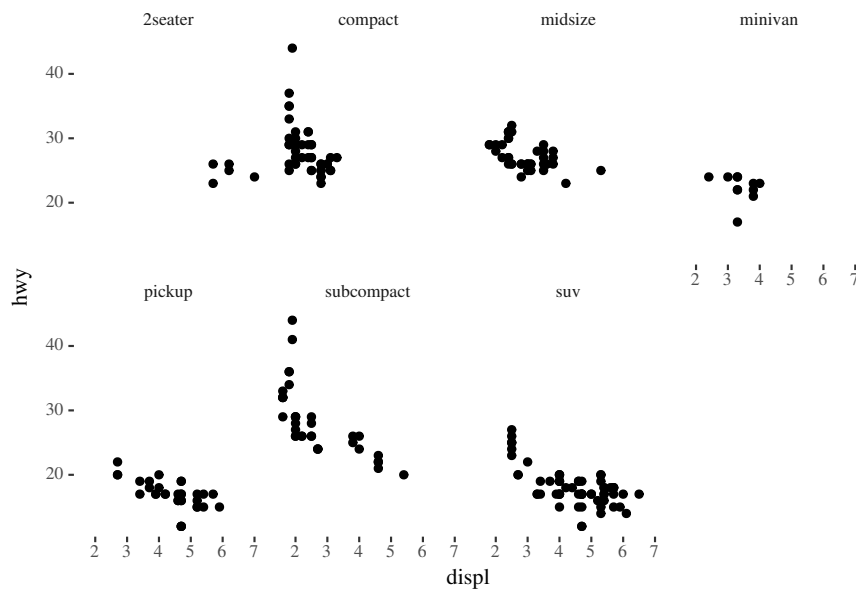 2seater compact midsize minivan
40
30
20
2 3 4 5 6 7
hwy
pickup subcompact suv
40
30
20
2 3 4 5 6 7 2 3 4 5 6 7 2 3 4 5 6 7
displ